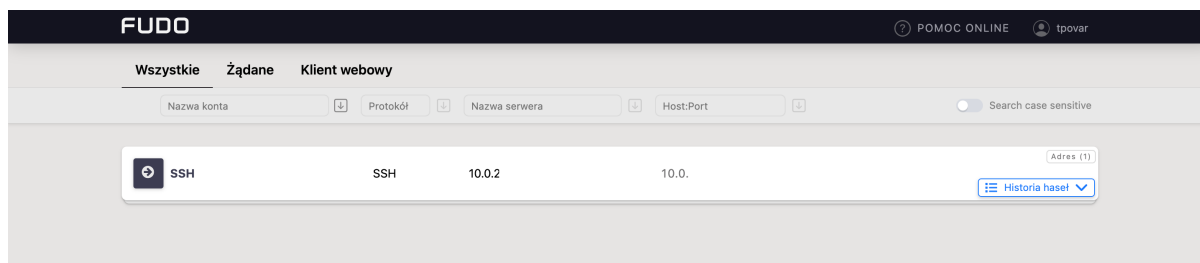 FUDO
POMOC ONLINE tpovar
Wszystkie Żądane Klient webowy
Nazwa konta Protokół Nazwa serwera Host:Port Search case sensitive
Adres (1)
SSH SSH 10.0.2 10.0.
Historia haseł